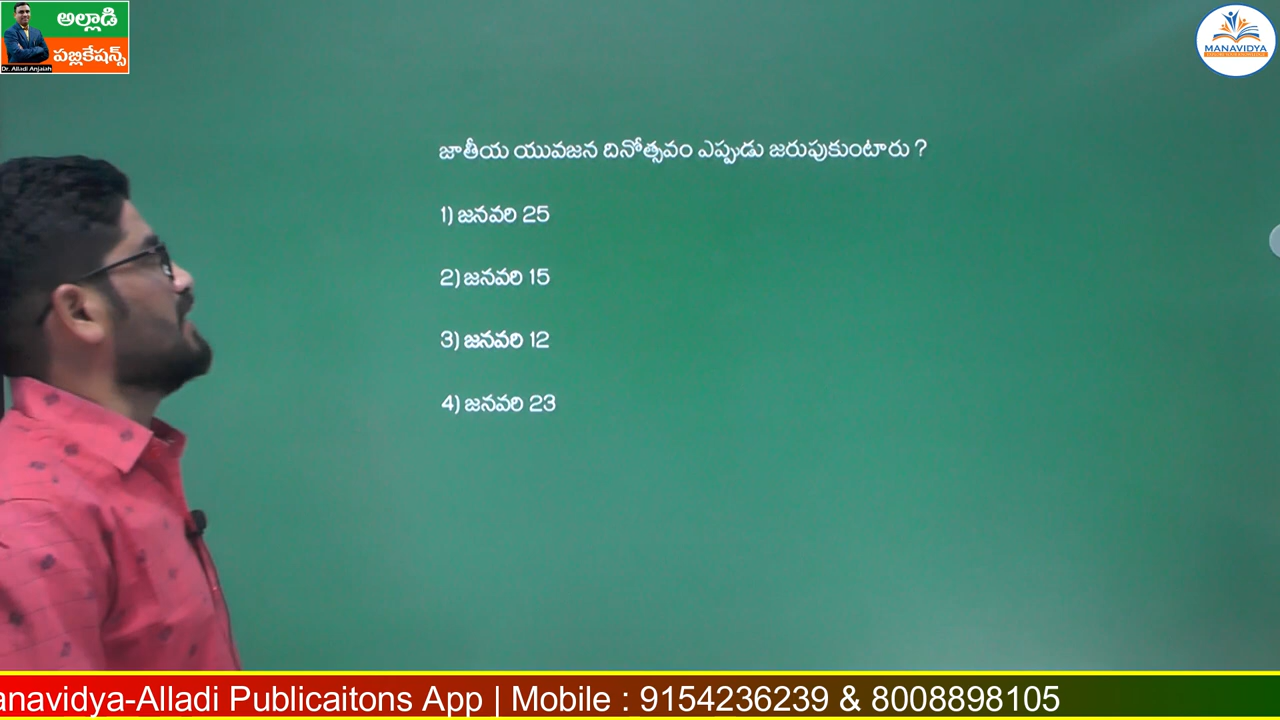 అల్లాడి
పబ్లికేషన్స్
Dr. Alladi Anjaiah
MANAVIDYA
జాతీయ యువజన దినోత్సవం ఎప్పుడు జరుపుకుంటారు ?
1) జనవరి 25
2) జనవరి 15
3) జనవరి 12
4) జనవరి 23
anavidya-Alladi Publicaitons App | Mobile : 9154236239 & 8008898105